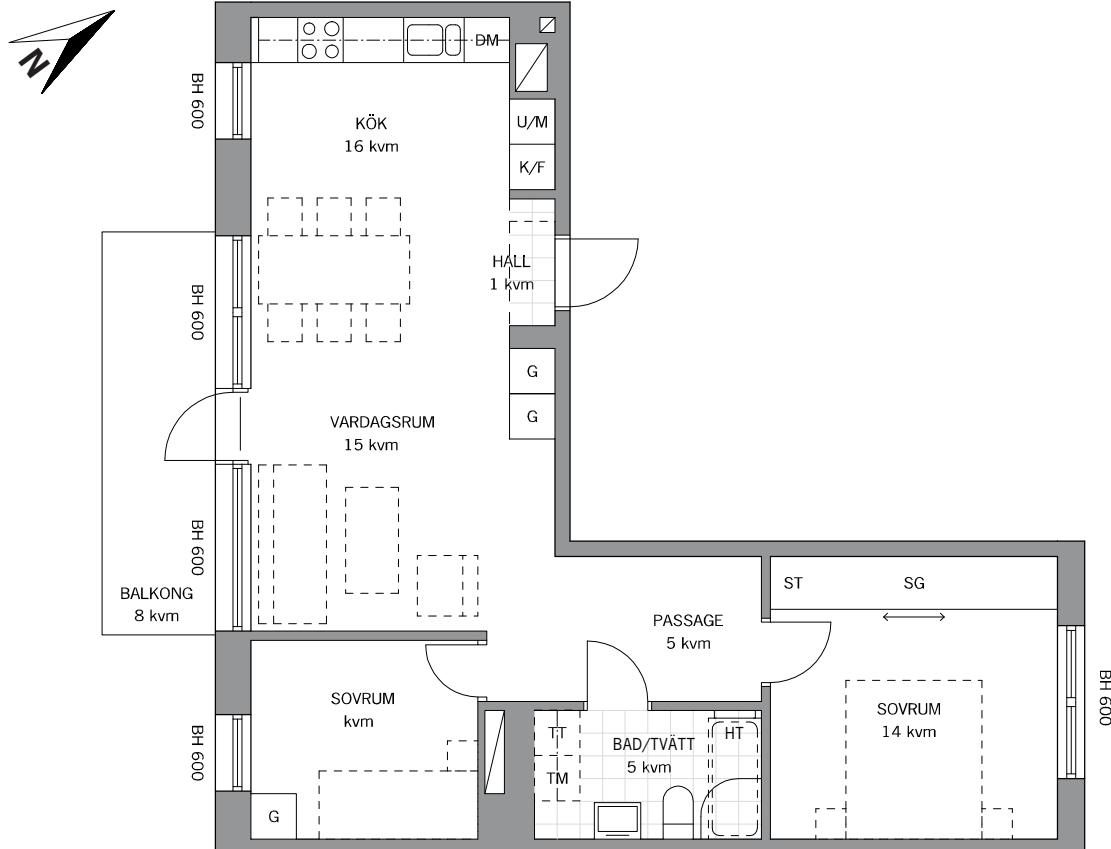 N
DM
BH 600
KÖK
16 kvm
U/M
K/F
HALL
1 kvm
BH 600
G
G
VARDAGSRUM
15 kvm
BH 600
BALKONG
8 kvm
ST
SG
PASSAGE
5 kvm
SOVRUM
kvm
SOVRUM
14 kvm
BH 600
BH 600
TT
TM
BAD/TVÄTT
5 kvm
HT
G